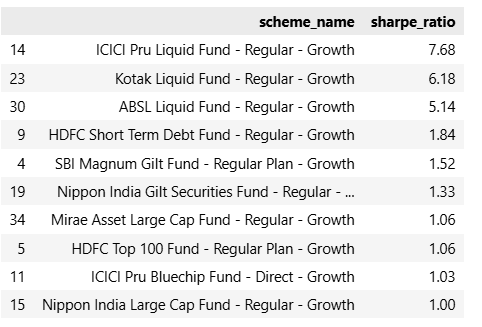 scheme_name sharpe_ratio
14 ICICI Pru Liquid Fund - Regular - Growth 7.68
23 Kotak Liquid Fund - Regular - Growth 6.18
30 ABSL Liquid Fund - Regular - Growth 5.14
9 HDFC Short Term Debt Fund - Regular - Growth 1.84
4 SBI Magnum Gilt Fund - Regular Plan - Growth 1.52
19 Nippon India Gilt Securities Fund - Regular - ... 1.33
34 Mirae Asset Large Cap Fund - Regular - Growth 1.06
5 HDFC Top 100 Fund - Regular Plan - Growth 1.06
11 ICICI Pru Bluechip Fund - Direct - Growth 1.03
15 Nippon India Large Cap Fund - Regular - Growth 1.00